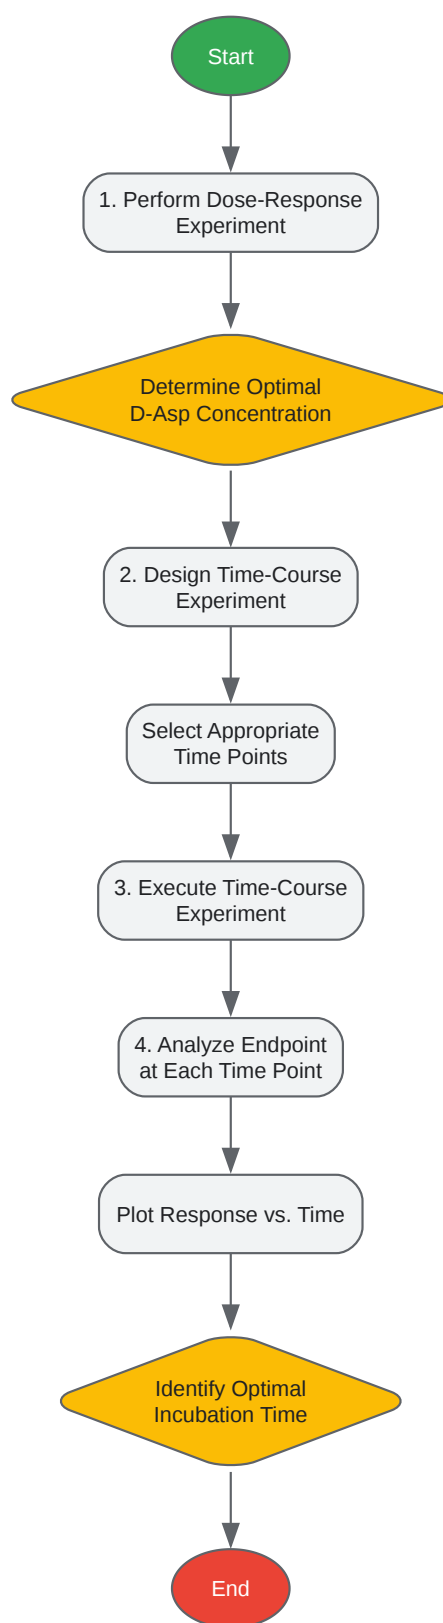 Start
1. Perform Dose-Response
Experiment
Determine Optimal
D-Asp Concentration
2. Design Time-Course
Experiment
Select Appropriate
Time Points
3. Execute Time-Course
Experiment
4. Analyze Endpoint
at Each Time Point
Plot Response vs. Time
Identify Optimal
Incubation Time
End